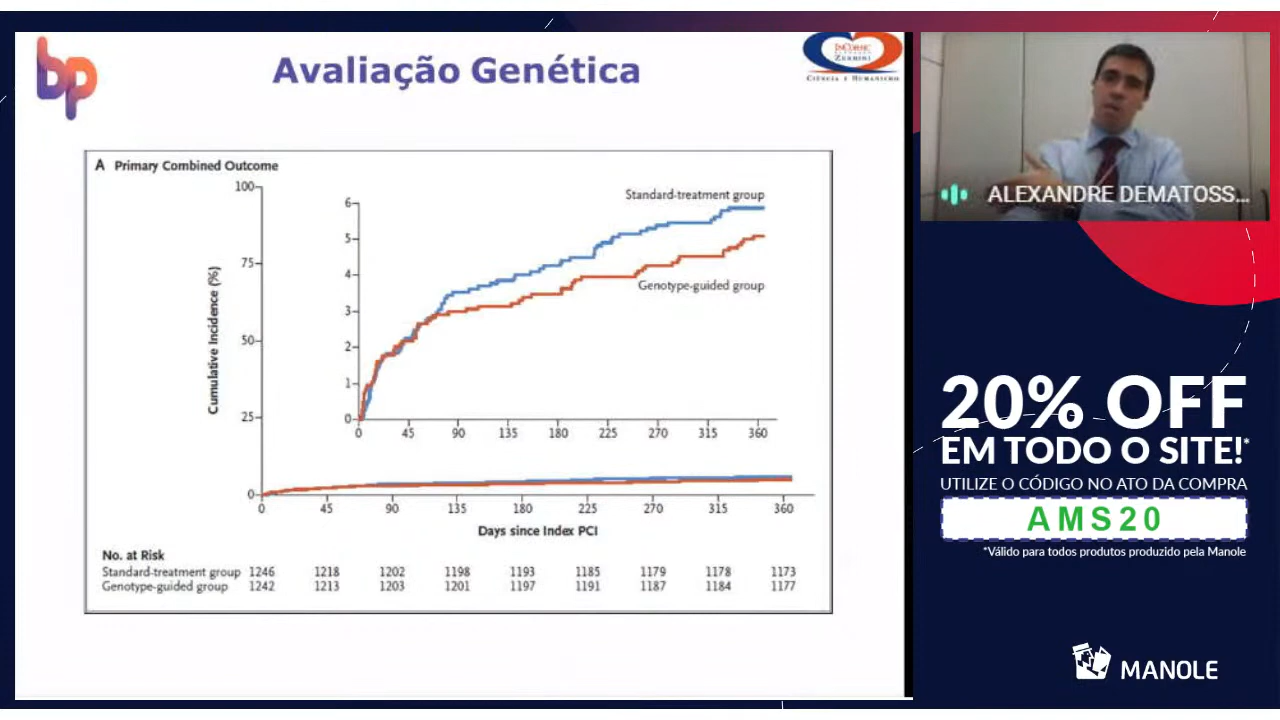 bp
Avaliação Genética
INCOR.HC
ZERBINI
CIÊNCIA E HUMANISMO
A Primary Combined Outcome
Cumulative Incidence (%)
100
75
50
25
0
6
5
4
3
2
1
0
Standard-treatment group
Genotype-guided group
0 45 90 135 180 225 270 315 360
0 45 90 135 180 225 270 315 360
Days since Index PCI
No. at Risk
Standard-treatment group 1246 1218 1202 1198 1193 1185 1179 1178 1173
Genotype-guided group 1242 1213 1203 1201 1197 1191 1187 1184 1177
ALEXANDRE DEMATOSS...
20% OFF
EM TODO O SITE!*
UTILIZE O CÓDIGO NO ATO DA COMPRA
AMS20
*Válido para todos produtos produzido pela Manole
MANOLE